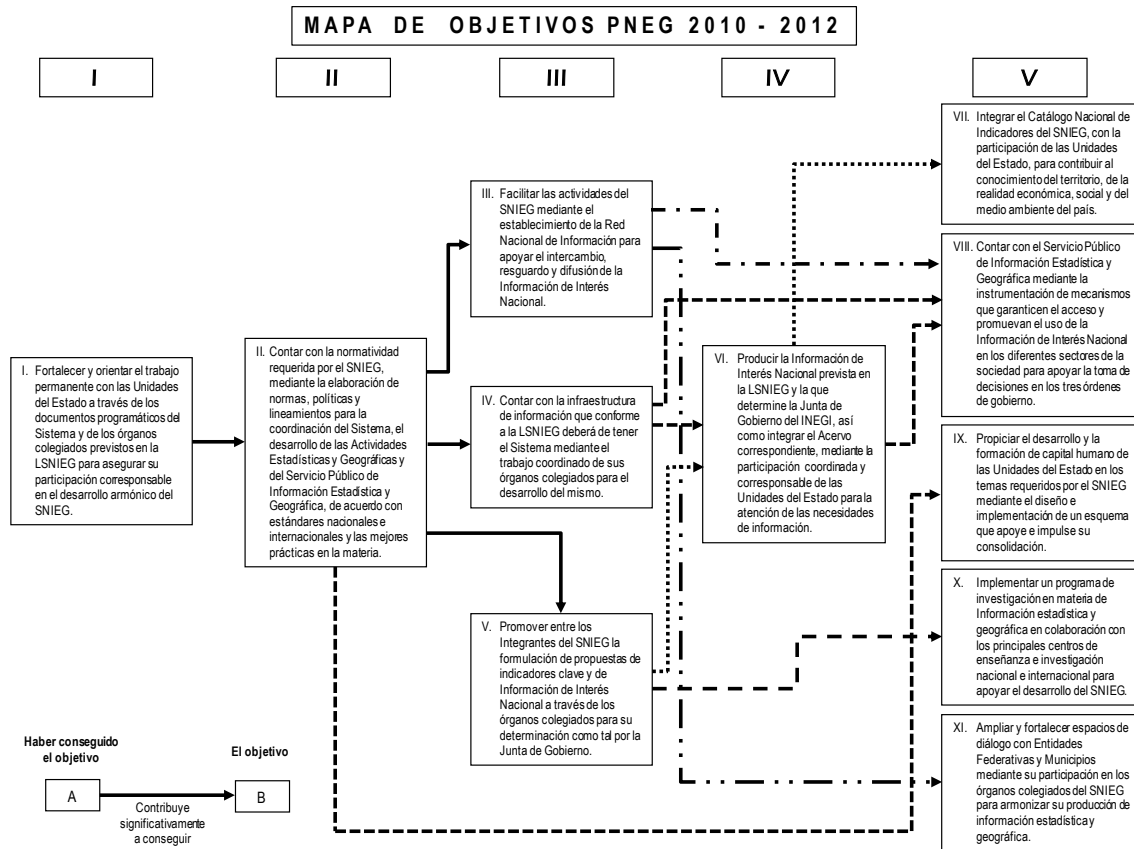 MAPA DE OBJETIVOS PNEG 2010 - 2012
I
II
III
IV
V
I. Fortalecer y orientar el trabajo
permanente con las Unidades
del Estado a través de los
documentos programáticos del
Sistema y de los órganos
colegiados previstos en la
LSNIEG para asegurar su
participación corresponsable
en el desarrollo armónico del
SNIEG.
II. Contar con la normatividad
requerida por el SNIEG,
mediante la elaboración de
normas, políticas y
lineamientos para la
coordinación del Sistema, el
desarrollo de las Actividades
Estadísticas y Geográficas y
del Servicio Público de
Información Estadística y
Geográfica, de acuerdo con
estándares nacionales e
internacionales y las mejores
prácticas en la materia.
III. Facilitar las actividades del
SNIEG mediante el
establecimiento de la Red
Nacional de Información para
apoyar el intercambio,
resguardo y difusión de la
Información de Interés
Nacional.
IV. Contar con la infraestructura
de información que conforme
a la LSNIEG deberá de tener
el Sistema mediante el
trabajo coordinado de sus
órganos colegiados para el
desarrollo del mismo.
V. Promover entre los
Integrantes del SNIEG la
formulación de propuestas de
indicadores clave y de
Información de Interés
Nacional a través de los
órganos colegiados para su
determinación como tal por la
Junta de Gobierno.
VI. Producir la Información de
Interés Nacional prevista en
la LSNIEG y la que
determine la Junta de
Gobierno del INEGI, así
como integrar el Acervo
correspondiente, mediante la
participación coordinada y
corresponsable de las
Unidades del Estado para la
atención de las necesidades
de información.
VII. Integrar el Catálogo Nacional de
Indicadores del SNIEG, con la
participación de las Unidades
del Estado, para contribuir al
conocimiento del territorio, de la
realidad económica, social y del
medio ambiente del país.
VIII. Contar con el Servicio Público
de Información Estadística y
Geográfica mediante la
instrumentación de mecanismos
que garanticen el acceso y
promuevan el uso de la
Información de Interés Nacional
en los diferentes sectores de la
sociedad para apoyar la toma de
decisiones en los tres órdenes
de gobierno.
IX. Propiciar el desarrollo y la
formación de capital humano de
las Unidades del Estado en los
temas requeridos por el SNIEG
mediante el diseño e
implementación de un esquema
que apoye e impulse su
consolidación.
X. Implementar un programa de
investigación en materia de
Información estadística y
geográfica en colaboración con
los principales centros de
enseñanza e investigación
nacional e internacional para
apoyar el desarrollo del SNIEG.
XI. Ampliar y fortalecer espacios de
diálogo con Entidades
Federativas y Municipios
mediante su participación en los
órganos colegiados del SNIEG
para armonizar su producción de
información estadística y
geográfica.
Haber conseguido
el objetivo
El objetivo
A
B
Contribuye
significativamente
a conseguir